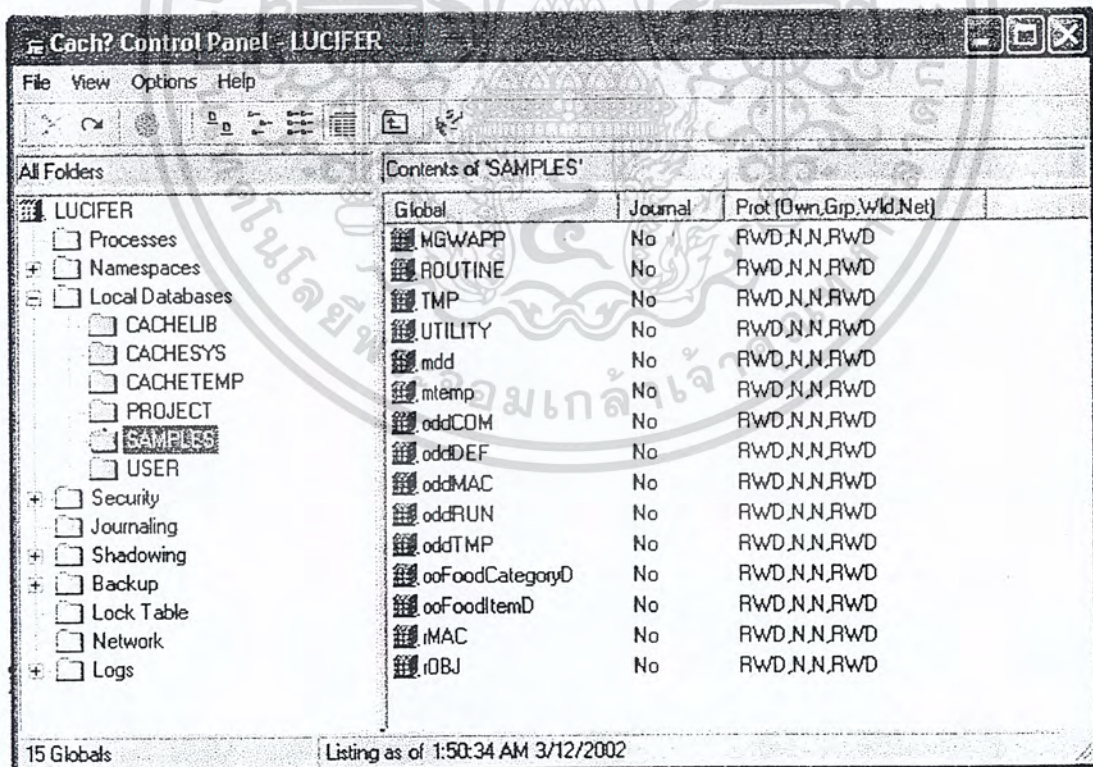 Cach? Control Panel - LUCIFER
File View Options Help
All Folders
Contents of 'SAMPLES'
LUCIFER
Processes
Namespaces
Local Databases
CACHELIB
CACHESYS
CACHETEMP
PROJECT
SAMPLES
USER
Security
Journaling
Shadowing
Backup
Lock Table
Network
Logs
Global Journal Prot (Own,Grp,Wld,Net)
MGWAPP No RWD,N,N,RWD
ROUTINE No RWD,N,N,RWD
TMP No RWD,N,N,RWD
UTILITY No RWD,N,N,RWD
mdd No RWD,N,N,RWD
mtemp No RWD,N,N,RWD
oddCOM No RWD,N,N,RWD
oddDEF No RWD,N,N,RWD
oddMAC No RWD,N,N,RWD
oddRUN No RWD,N,N,RWD
oddTMP No RWD,N,N,RWD
ooFoodCategoryD No RWD,N,N,RWD
ooFoodItemD No RWD,N,N,RWD
rMAC No RWD,N,N,RWD
rOBJ No RWD,N,N,RWD
15 Globals
Listing as of 1:50:34 AM 3/12/2002